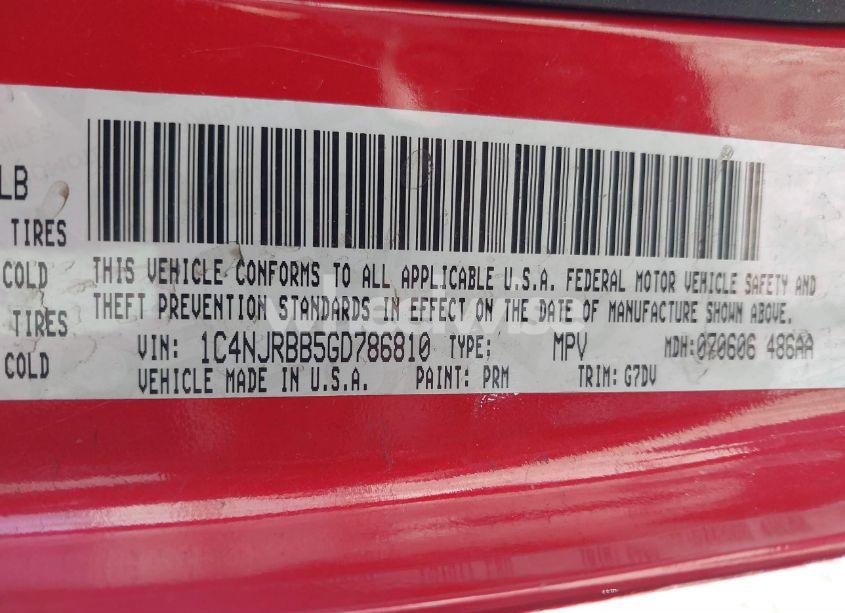 LB
TIRES
COLD
TIRES
COLD
THIS VEHICLE CONFORMS TO ALL APPLICABLE U.S.A. FEDERAL MOTOR VEHICLE SAFETY AND
THEFT PREVENTION STANDARDS IN EFFECT ON THE DATE OF MANUFACTURE SHOWN ABOVE.
VIN: 1C4NJRBB5GD786810 TYPE: MPV MDH: 070606 486AA
VEHICLE MADE IN U.S.A. PAINT: PRM TRIM: G7DV